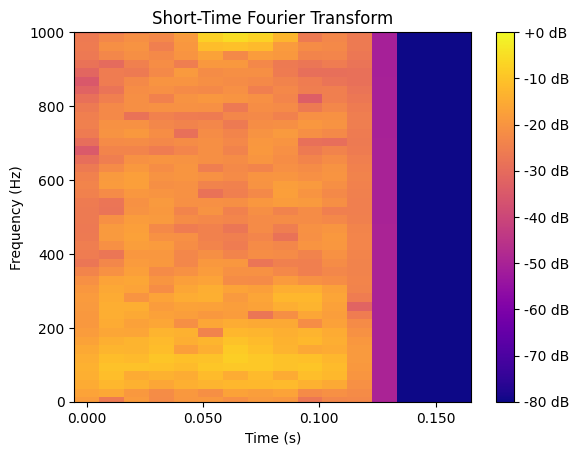 Short-Time Fourier Transform
1000
800
600
400
200
0
Frequency (Hz)
0.000
0.050
0.100
0.150
Time (s)
+0 dB
-10 dB
-20 dB
-30 dB
-40 dB
-50 dB
-60 dB
-70 dB
-80 dB